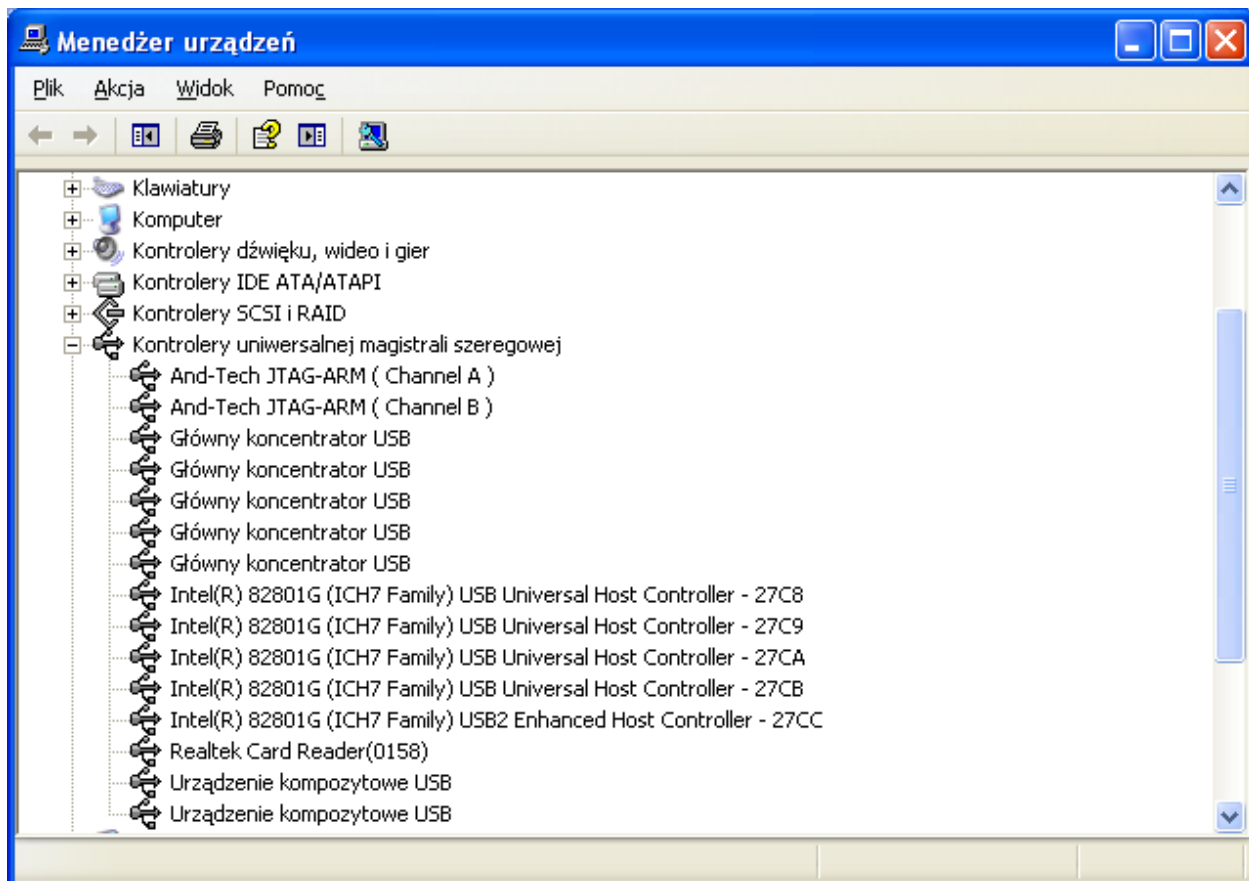 Menedżer urządzeń
Plik Akcja Widok Pomoc
Klawiatury
Komputer
Kontrolery dźwięku, wideo i gier
Kontrolery IDE ATA/ATAPI
Kontrolery SCSI i RAID
Kontrolery uniwersalnej magistrali szeregowej
And-Tech JTAG-ARM ( Channel A )
And-Tech JTAG-ARM ( Channel B )
Główny koncentrator USB
Główny koncentrator USB
Główny koncentrator USB
Główny koncentrator USB
Główny koncentrator USB
Intel(R) 82801G (ICH7 Family) USB Universal Host Controller - 27C8
Intel(R) 82801G (ICH7 Family) USB Universal Host Controller - 27C9
Intel(R) 82801G (ICH7 Family) USB Universal Host Controller - 27CA
Intel(R) 82801G (ICH7 Family) USB Universal Host Controller - 27CB
Intel(R) 82801G (ICH7 Family) USB2 Enhanced Host Controller - 27CC
Realtek Card Reader(0158)
Urządzenie kompozytowe USB
Urządzenie kompozytowe USB